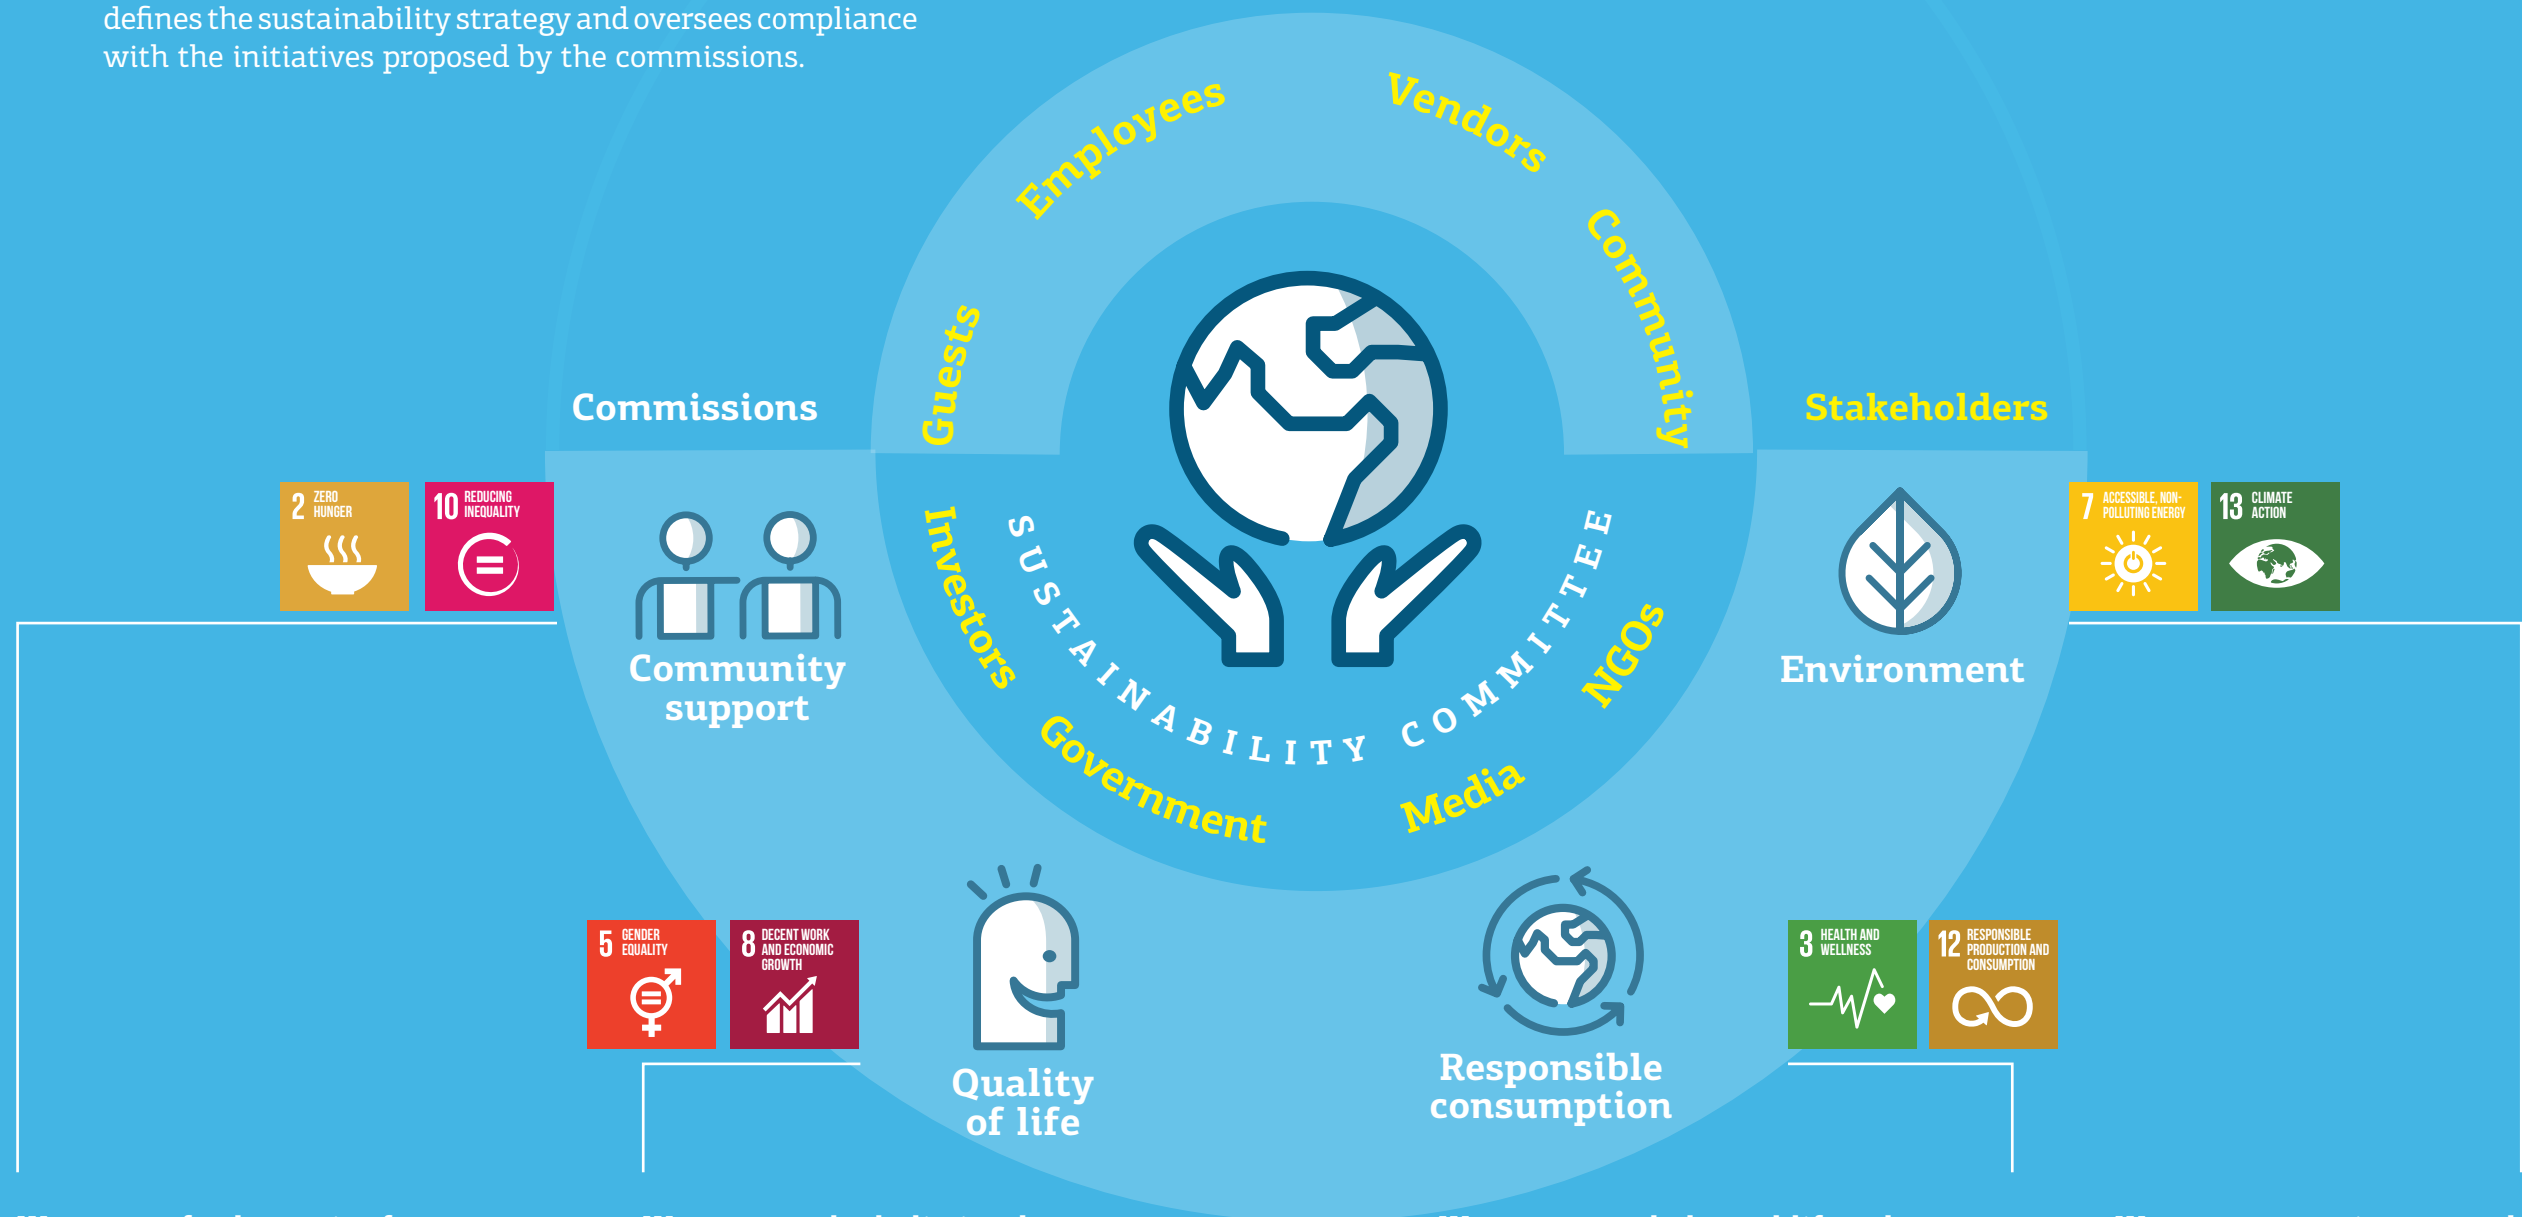 defines the sustainability strategy and oversees compliance
with the initiatives proposed by the commissions.
Employees
Vendors
Guests
Community
Commissions
Stakeholders
2 ZERO
HUNGER
10 REDUCING
INEQUALITY
Community
support
Investors
Government
Media
NGOs
SUSTAINABILITY COMMITTEE
Environment
7 ACCESSIBLE, NON-
POLLUTING ENERGY
13 CLIMATE
ACTION
5 GENDER
EQUALITY
8 DECENT WORK
AND ECONOMIC
GROWTH
Quality
of life
Responsible
consumption
3 HEALTH AND
WELLNESS
12 RESPONSIBLE
PRODUCTION AND
CONSUMPTION